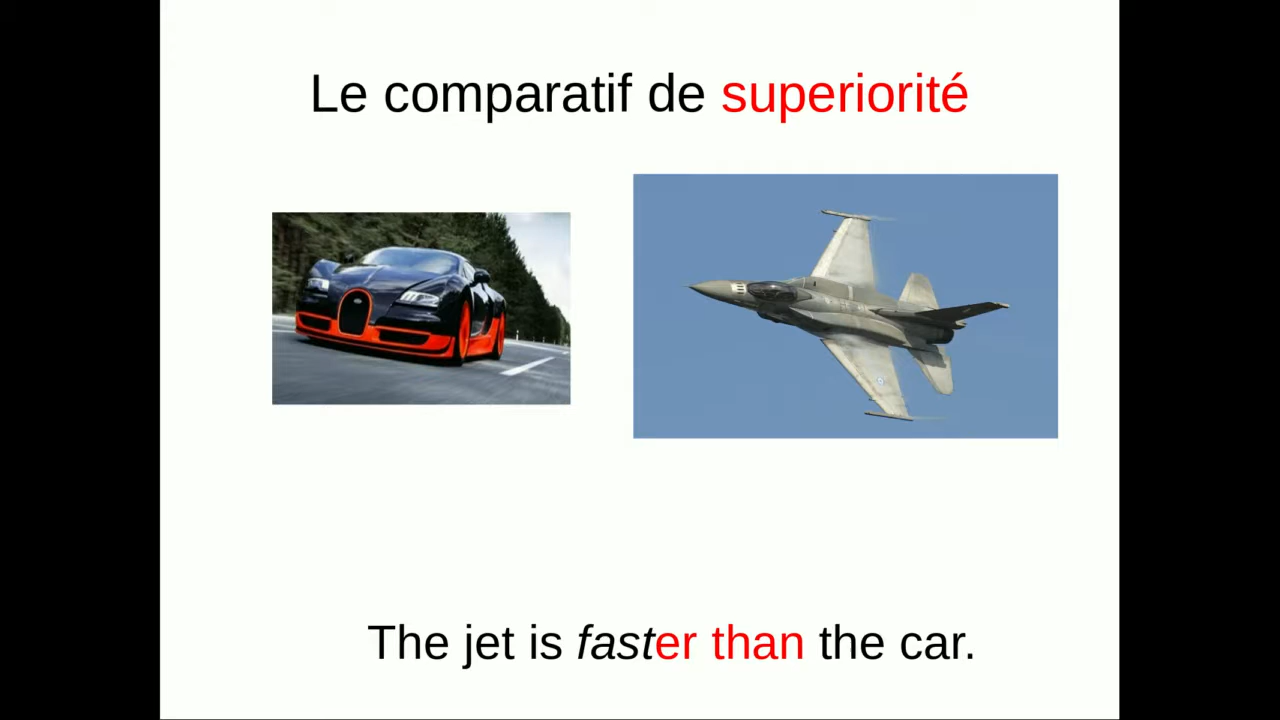 Le comparatif de superiorité
The jet is faster than the car.